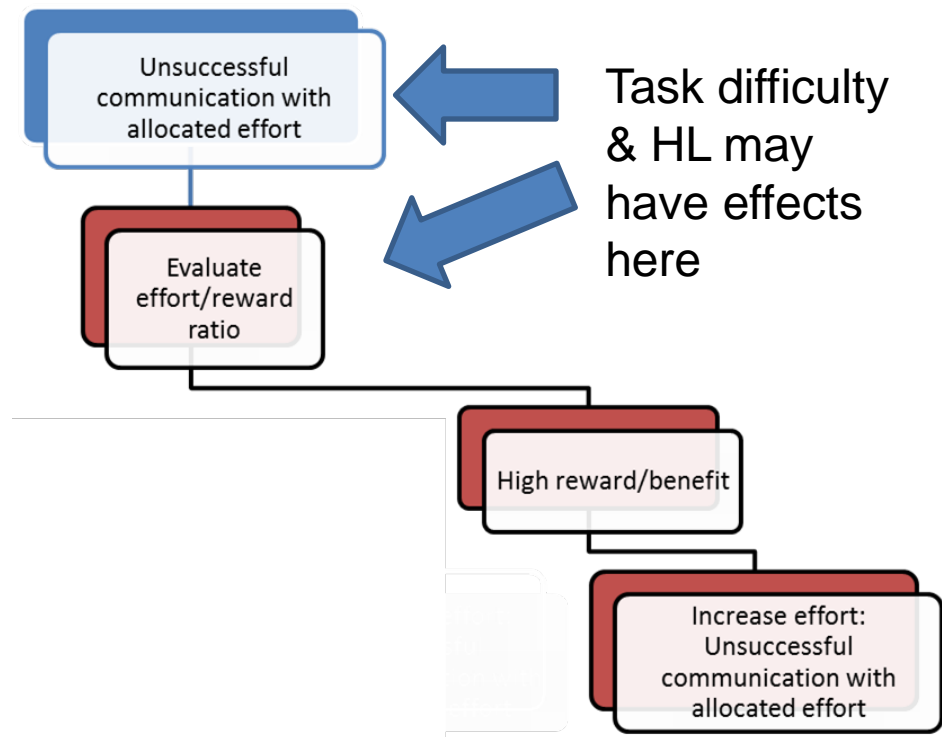 Unsuccessful
communication with
allocated effort
Task difficulty
& HL may
have effects
here
Evaluate
effort/reward
ratio
High reward/benefit
Increase effort:
Unsuccessful
communication with
allocated effort